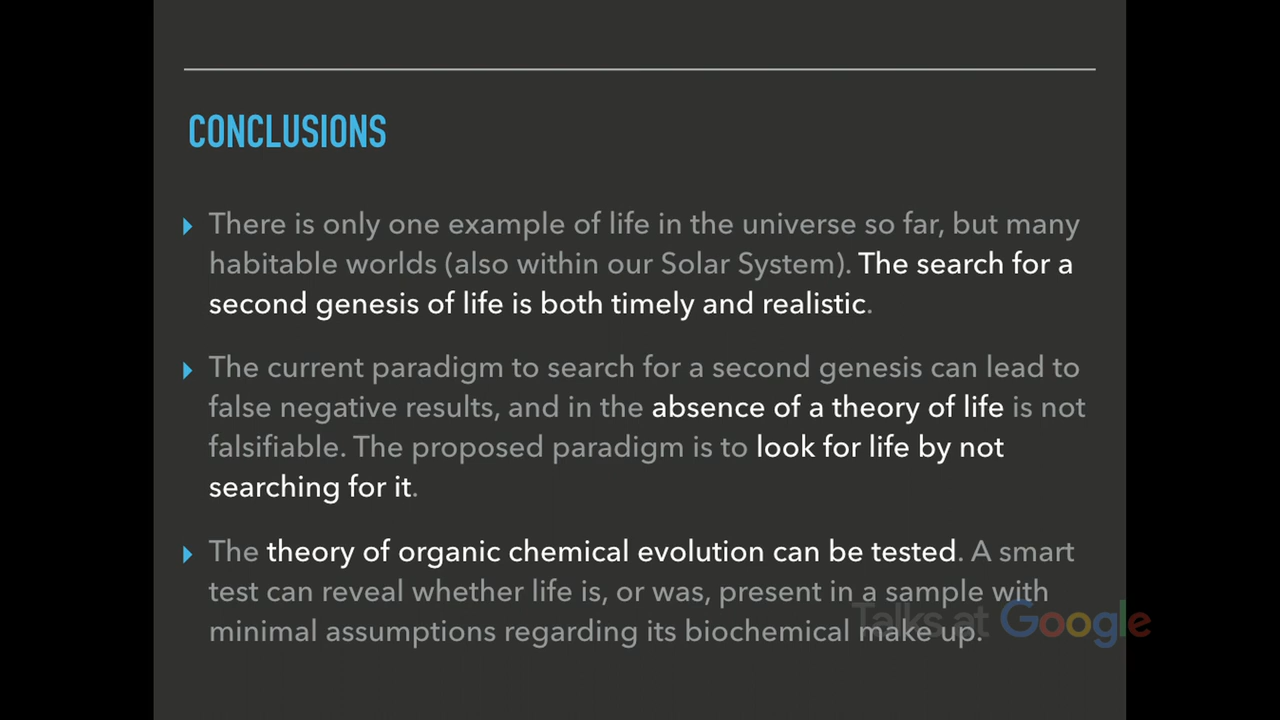 CONCLUSIONS
There is only one example of life in the universe so far, but many
habitable worlds (also within our Solar System). The search for a
second genesis of life is both timely and realistic.
The current paradigm to search for a second genesis can lead to
false negative results, and in the absence of a theory of life is not
falsifiable. The proposed paradigm is to look for life by not
searching for it.
The theory of organic chemical evolution can be tested. A smart
test can reveal whether life is, or was, present in a sample with
minimal assumptions regarding its biochemical make up.
Talks at Google